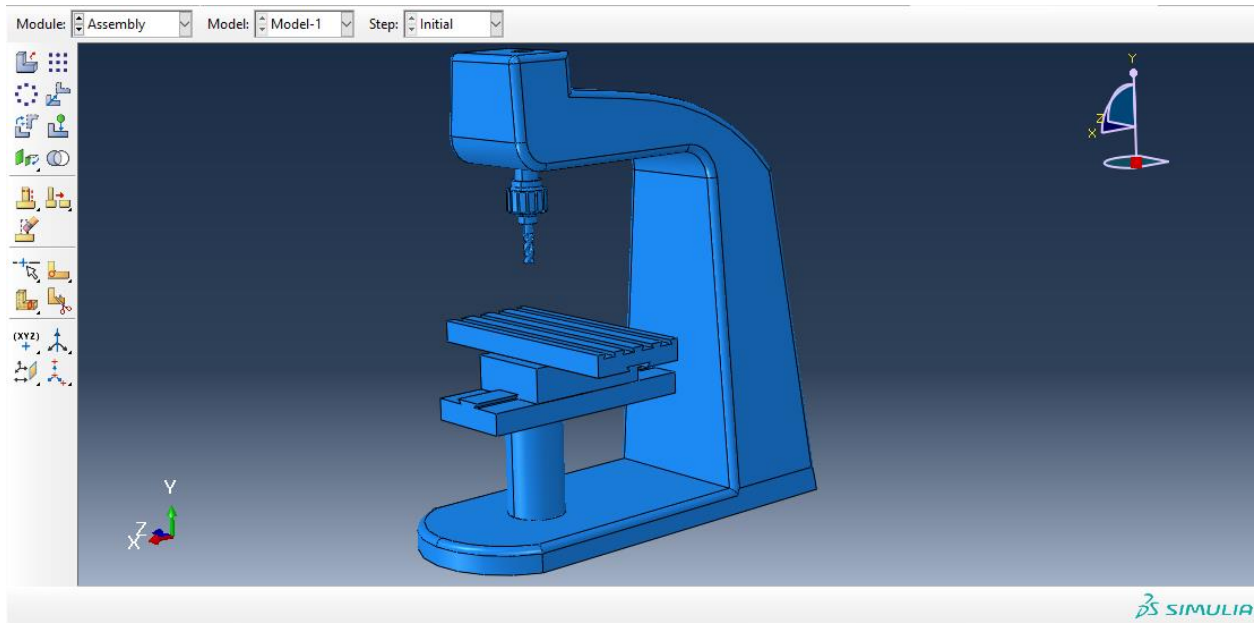 Module: Assembly Model: Model-1 Step: Initial
Y
Z
X
(XYZ)
Y
Z
X
3DS SIMULIA